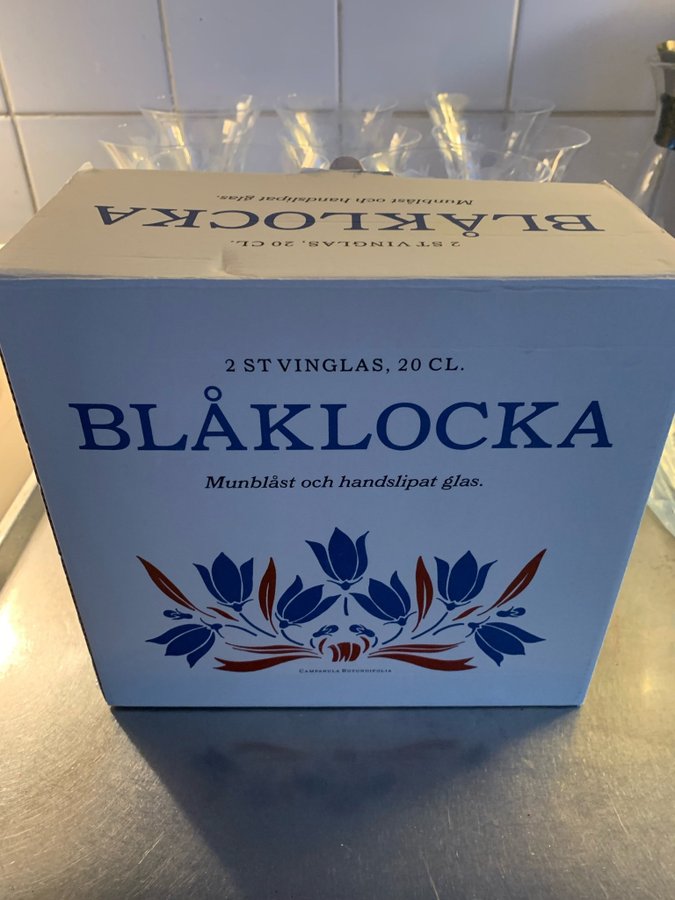 Munblåst och handslipat glas.
BLÅKLOCKA
2 ST VINGLAS, 20 CL.
2 ST VINGLAS, 20 CL.
BLÅKLOCKA
Munblåst och handslipat glas.
CAMPANULA ROTUNDIFOLIA